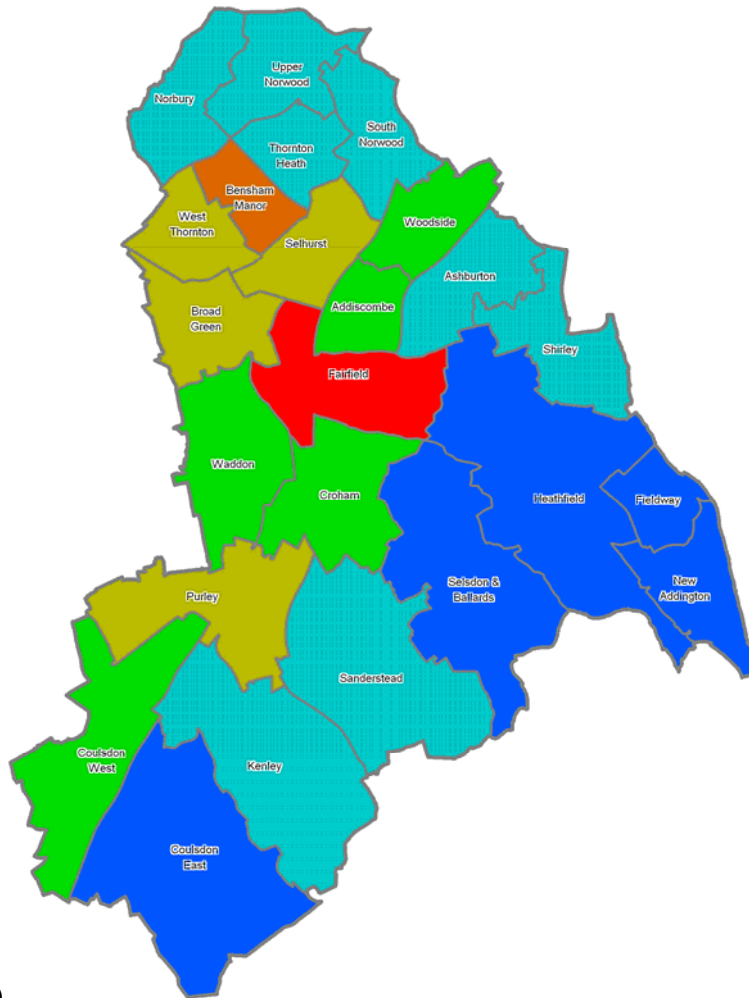 Upper
Norwood
Norbury
South
Norwood
Thornton
Heath
Bensham
Manor
West
Thornton
Woodside
Selhurst
Ashburton
Addiscombe
Broad
Green
Shirley
Fairfield
Waddon
Croham
Heathfield
Fieldway
Selsdon &
Ballards
New
Addington
Purley
Sanderstead
Coulsdon
West
Kenley
Coulsdon
East